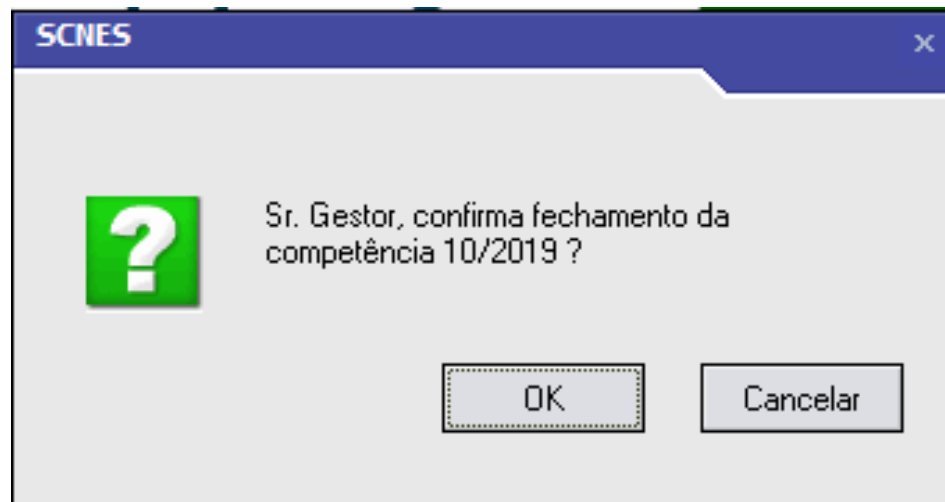 SCNES
Sr. Gestor, confirma fechamento da
competência 10/2019 ?
OK
Cancelar